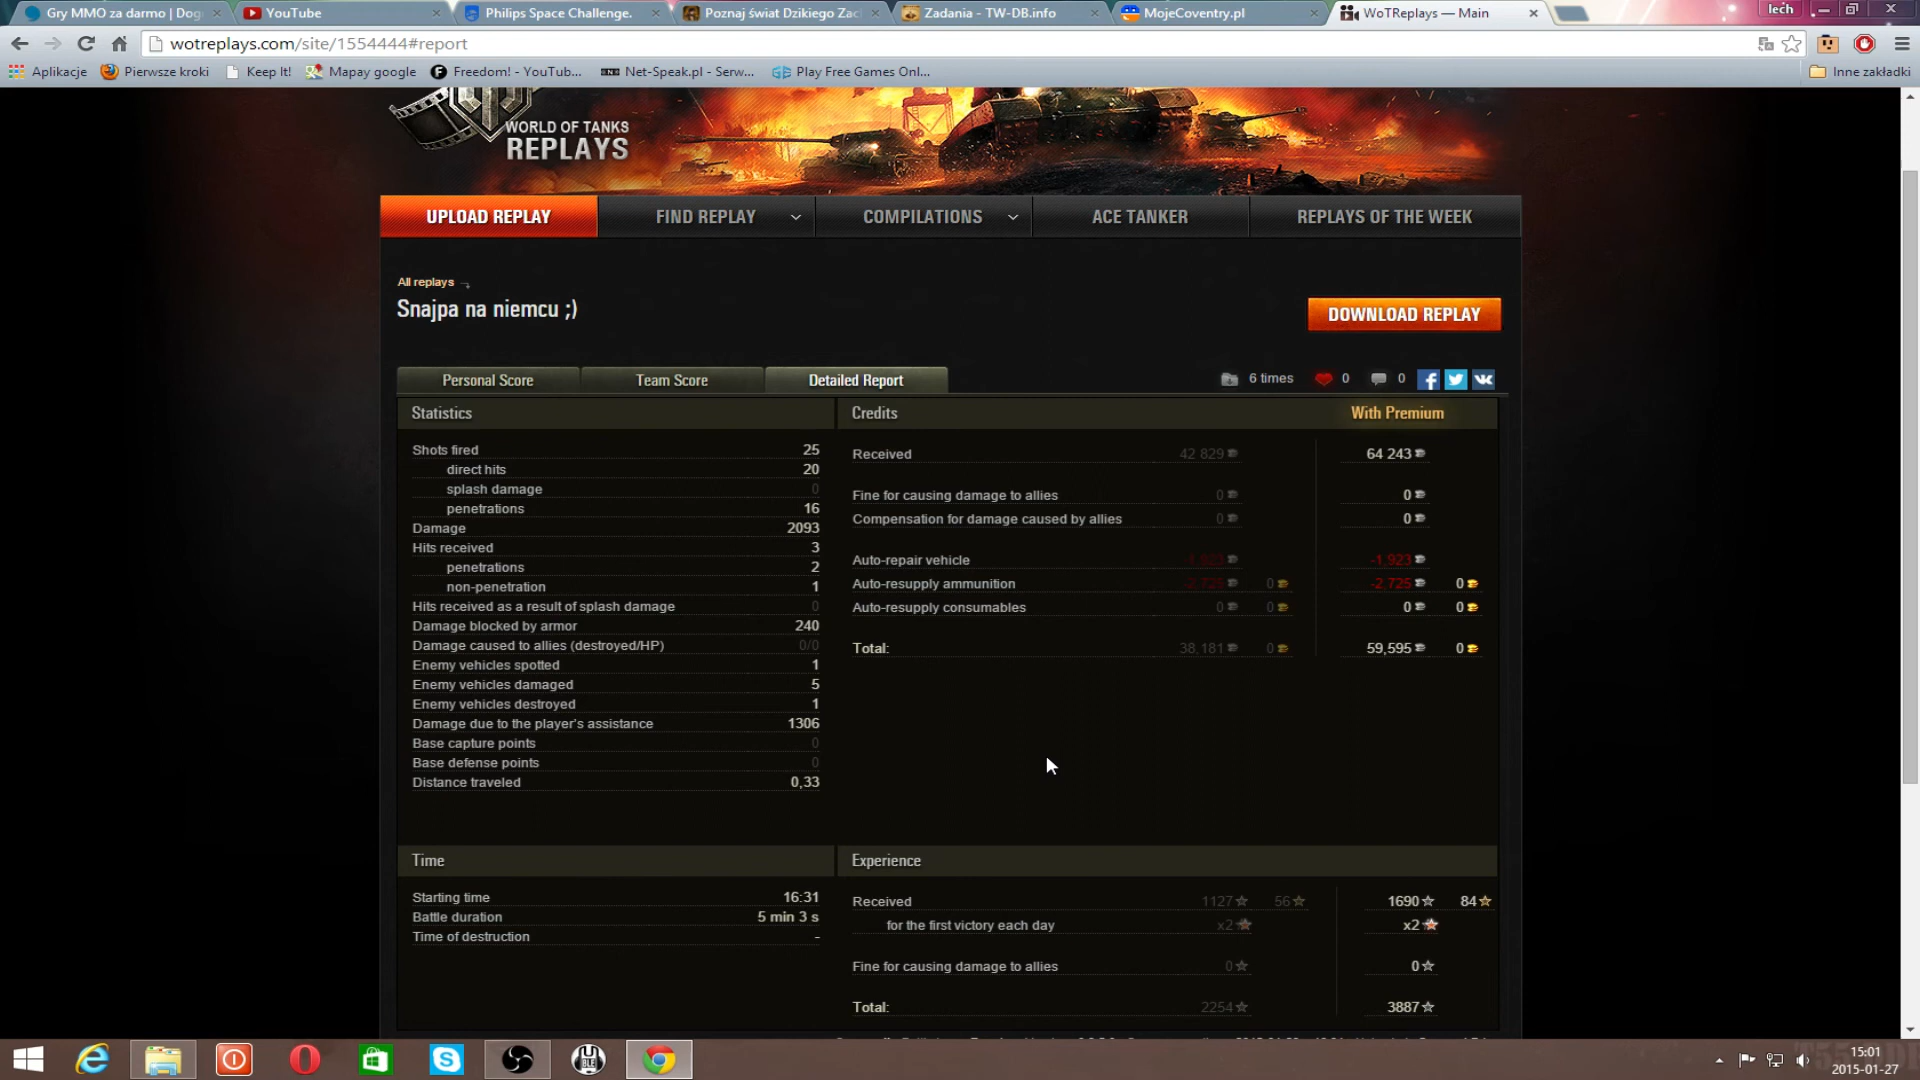 Gry MMO za darmo | Dog
YouTube
Philips Space Challenge.
Poznaj świat Dzikiego Zac
Zadania - TW-DB.info
MojeCoventry.pl
WoTReplays — Main
lech
wotreplays.com/site/1554444#report
Aplikacje
Pierwsze kroki
Keep It!
Mapay google
Freedom! - YouTub...
Net-Speak.pl - Serw...
Play Free Games Onl...
Inne zakładki
WORLD OF TANKS
REPLAYS
UPLOAD REPLAY
FIND REPLAY
COMPILATIONS
ACE TANKER
REPLAYS OF THE WEEK
All replays
Snajpa na niemcu ;)
DOWNLOAD REPLAY
Personal Score
Team Score
Detailed Report
6 times
0
0
Statistics
Shots fired 25
direct hits 20
splash damage 0
penetrations 16
Damage 2093
Hits received 3
penetrations 2
non-penetration 1
Hits received as a result of splash damage 0
Damage blocked by armor 240
Damage caused to allies (destroyed/HP) 0/0
Enemy vehicles spotted 1
Enemy vehicles damaged 5
Enemy vehicles destroyed 1
Damage due to the player's assistance 1306
Base capture points 0
Base defense points 0
Distance traveled 0,33
Credits With Premium
Received 42 829 64 243
Fine for causing damage to allies 0 0
Compensation for damage caused by allies 0 0
Auto-repair vehicle -1,923 -1,923
Auto-resupply ammunition -2,725 0 -2,725 0
Auto-resupply consumables 0 0 0 0
Total: 38,181 0 59,595 0
Time
Starting time 16:31
Battle duration 5 min 3 s
Time of destruction -
Experience
Received 1127 56 1690 84
for the first victory each day x2 x2
Fine for causing damage to allies 0 0
Total: 2254 3887
15:01
2015-01-27